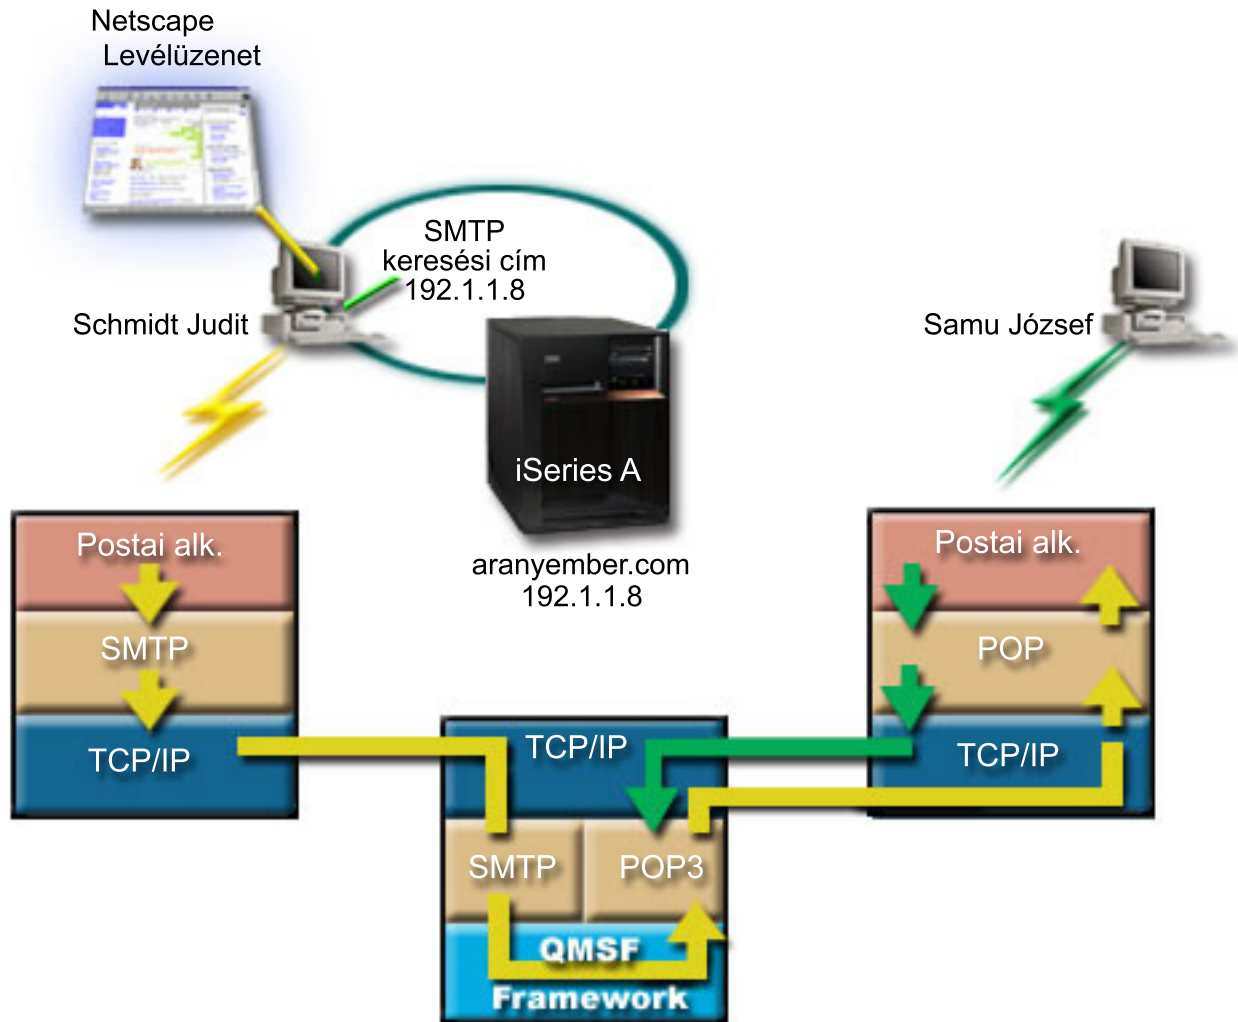 Netscape
Levélüzenet
SMTP
keresési cím
192.1.1.8
Schmidt Judit
Samu József
iSeries A
aranyember.com
192.1.1.8
Postai alk.
SMTP
TCP/IP
Postai alk.
POP
TCP/IP
TCP/IP
SMTP
POP3
QMSF
Framework